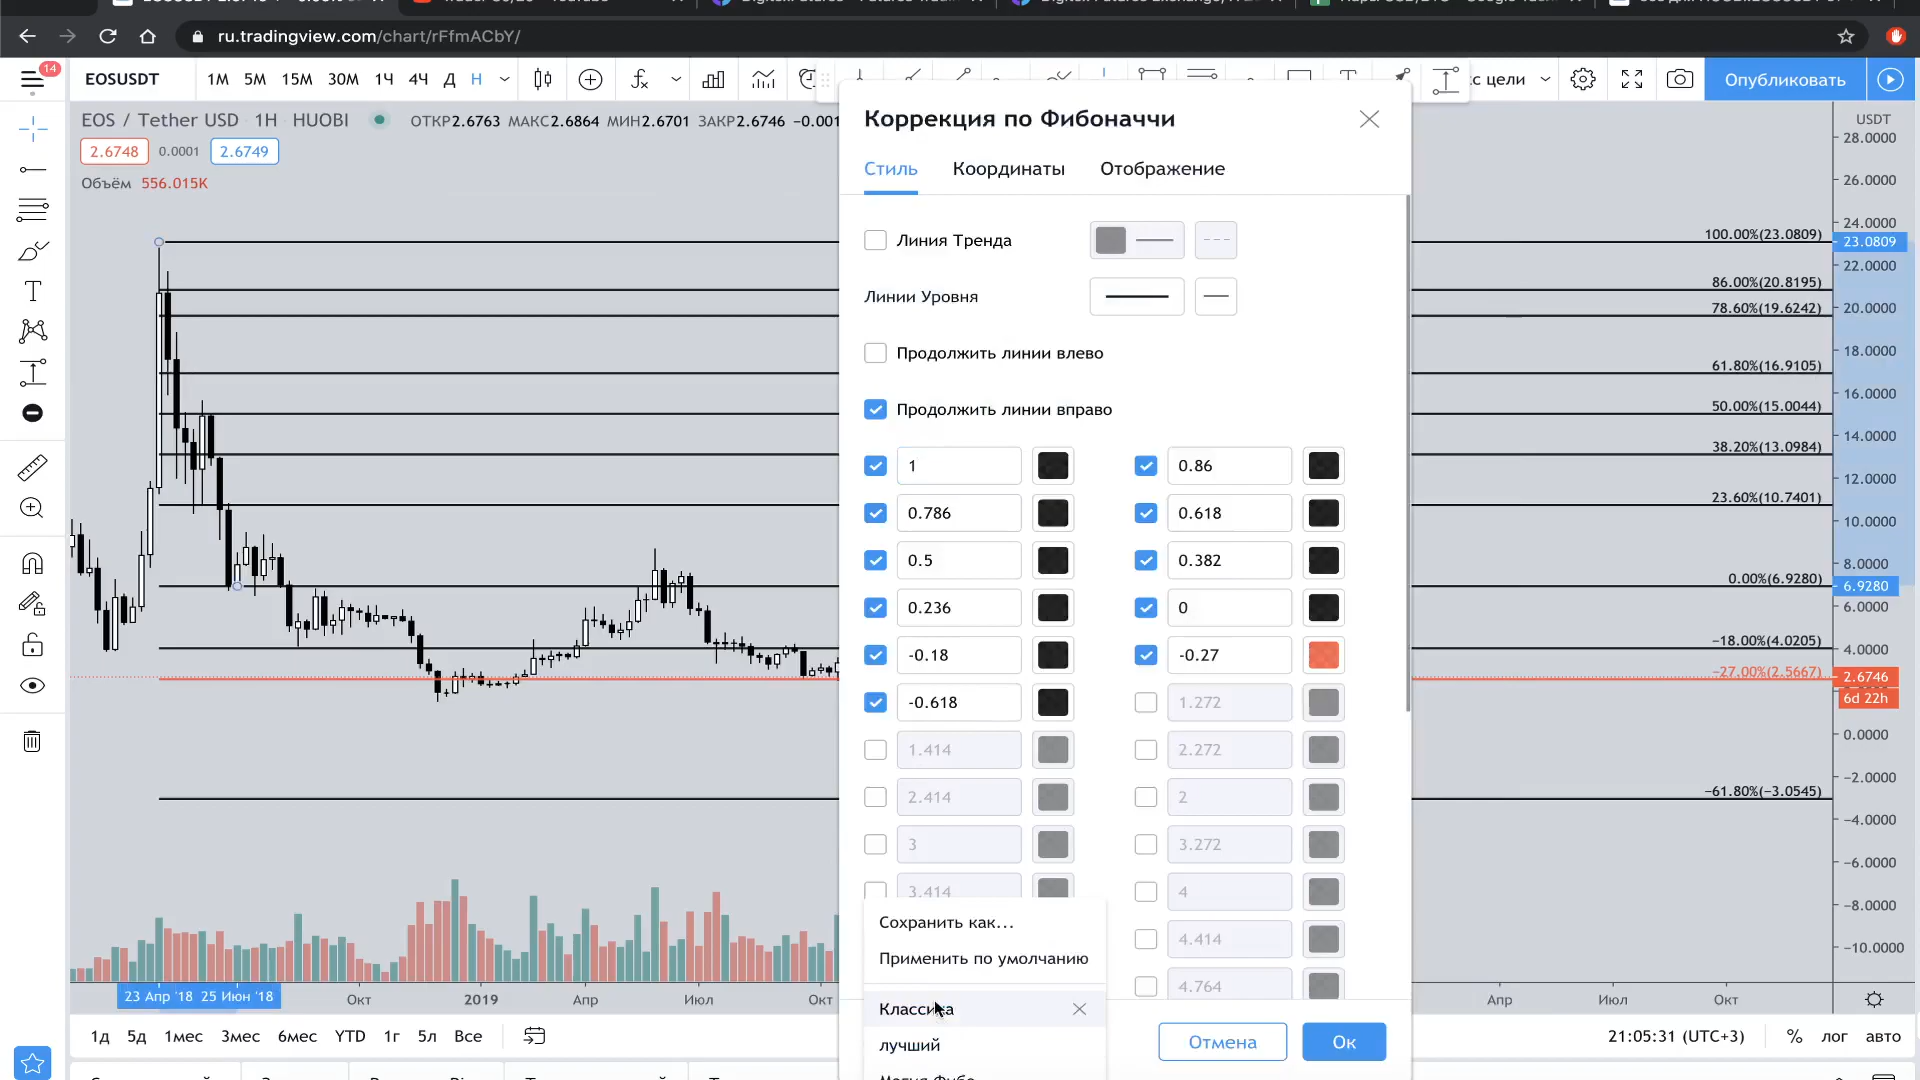 ru.tradingview.com/chart/rFfmACbY/
14
EOSUSDT 1М 5М 15М 30М 1Ч 4Ч Д Н
с цели
Опубликовать
EOS / Tether USD 1Н HUOBI ОТКР2.6763 МАКС2.6864 МИН2.6701 ЗАКР2.6746 −0.001
2.6748 0.0001 2.6749
Объём 556.015K
Коррекция по Фибоначчи
Стиль Координаты Отображение
Линия Тренда
Линии Уровня
Продолжить линии влево
Продолжить линии вправо
1 0.86
0.786 0.618
0.5 0.382
0.236 0
-0.18 -0.27
-0.618 1.272
1.414 2.272
2.414 2
3 3.272
3.414 4
4.414
4.764
Сохранить как...
Применить по умолчанию
Классика
лучший
Отмена Ок
100.00%(23.0809)
86.00%(20.8195)
78.60%(19.6242)
61.80%(16.9105)
50.00%(15.0044)
38.20%(13.0984)
23.60%(10.7401)
0.00%(6.9280)
−18.00%(4.0205)
−27.00%(2.5667)
−61.80%(−3.0545)
USDT
28.0000
26.0000
24.0000
23.0809
22.0000
20.0000
18.0000
16.0000
14.0000
12.0000
10.0000
8.0000
6.9280
6.0000
4.0000
2.6746
6d 22h
0.0000
−2.0000
−4.0000
−6.0000
−8.0000
−10.0000
23 Апр '18 25 Июн '18 Окт 2019 Апр Июл Окт Апр Июл Окт
1д 5д 1мес 3мес 6мес YTD 1г 5л Все
21:05:31 (UTC+3) % лог авто